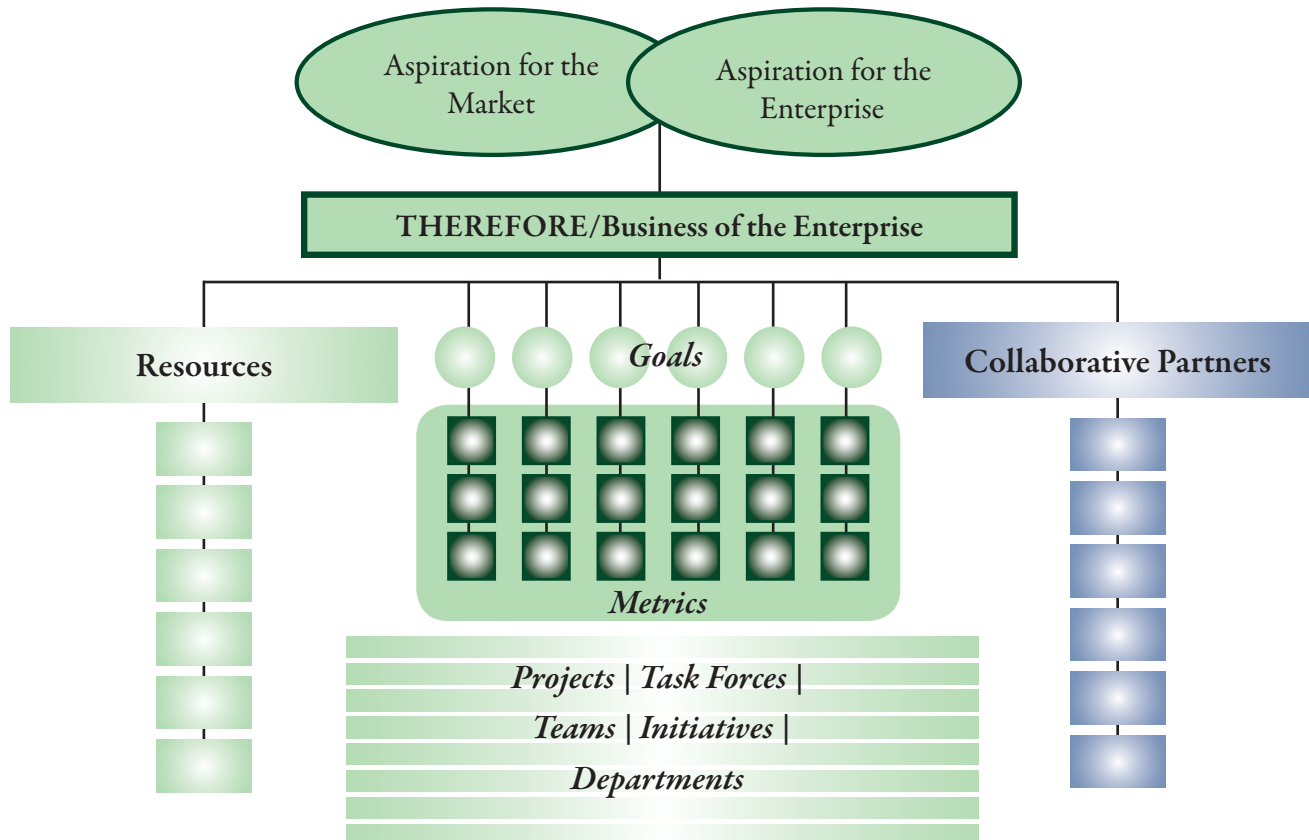 Aspiration for the
Market
Aspiration for the
Enterprise
THEREFORE/Business of the Enterprise
Resources
Goals
Collaborative Partners
Metrics
Projects | Task Forces |
Teams | Initiatives |
Departments